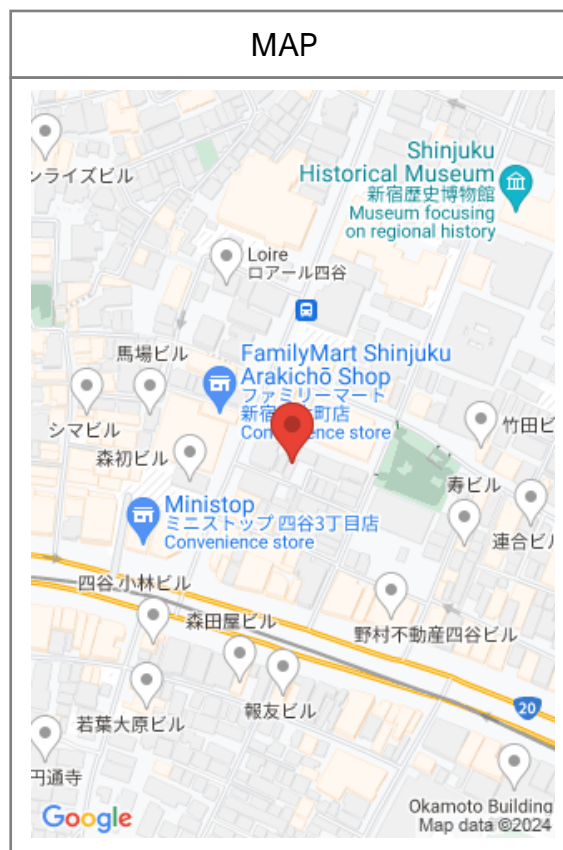 MAP
ンライズビル
Shinjuku
Historical Museum
新宿歴史博物館
Museum focusing
on regional history
Loire
ロアール四谷
馬場ビル
FamilyMart Shinjuku
Arakichō Shop
ファミリーマート
新宿 町店
Con ience store
シマビル
竹田ビ
森初ビル
寿ビル
Ministop
ミニストップ 四谷3丁目店
Convenience store
連合ビル
四谷小林ビル
森田屋ビル
野村不動産四谷ビル
若葉大原ビル
報友ビル
20
円通寺
Okamoto Building
Google
Map data ©2024